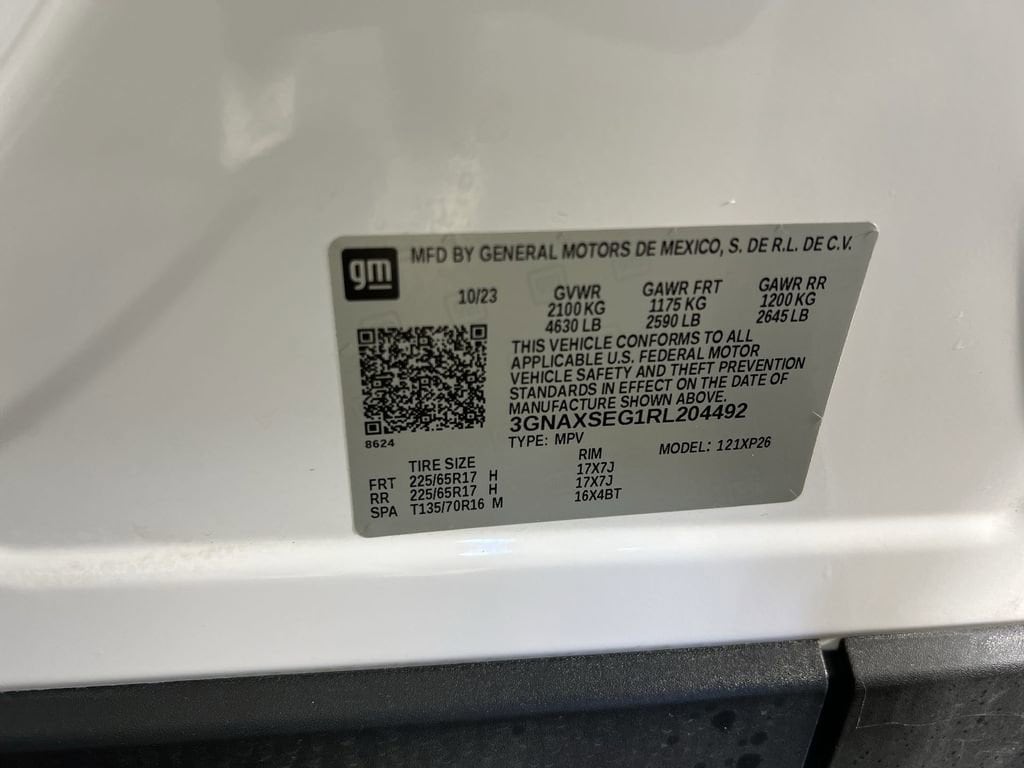 gm MFD BY GENERAL MOTORS DE MEXICO, S. DE R.L. DE C.V.
10/23 GVWR GAWR FRT GAWR RR
2100 KG 1175 KG 1200 KG
4630 LB 2590 LB 2645 LB
THIS VEHICLE CONFORMS TO ALL
APPLICABLE U.S. FEDERAL MOTOR
VEHICLE SAFETY AND THEFT PREVENTION
STANDARDS IN EFFECT ON THE DATE OF
MANUFACTURE SHOWN ABOVE.
3GNAXSEG1RL204492
8624
TYPE: MPV MODEL: 121XP26
TIRE SIZE RIM
FRT 225/65R17 H 17X7J
RR 225/65R17 H 17X7J
SPA T135/70R16 M 16X4BT